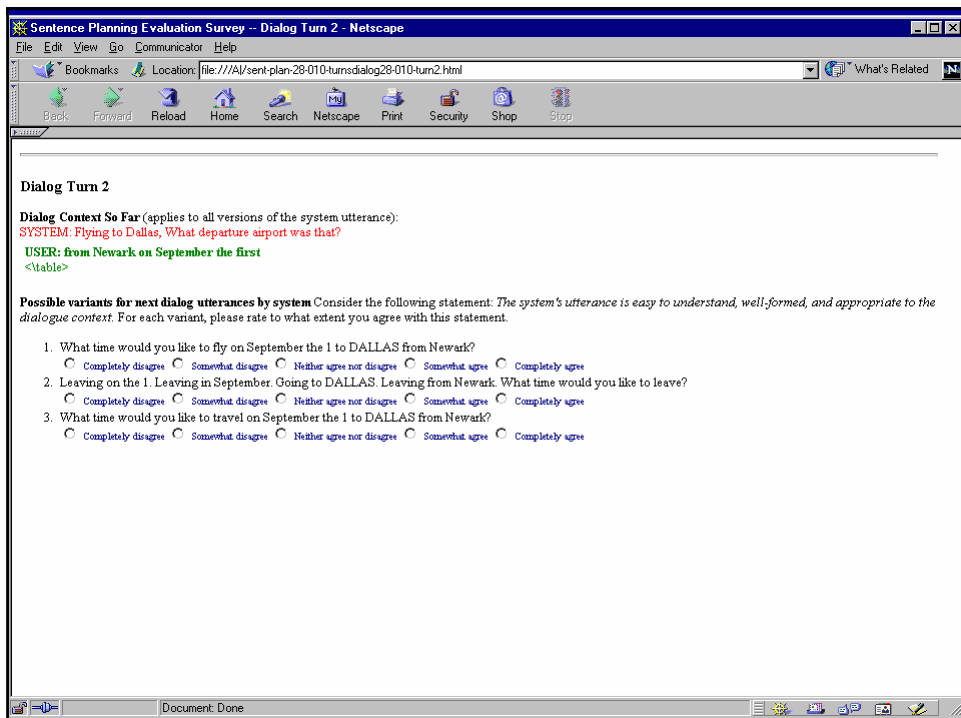 Sentence Planning Evaluation Survey -- Dialog Turn 2 - Netscape
File Edit View Go Communicator Help
Bookmarks Location: file:///A|/sent-plan-28-010-turnsdialog28-010-turn2.html What's Related N
Back Forward Reload Home Search Netscape Print Security Shop Stop
Dialog Turn 2
Dialog Context So Far (applies to all versions of the system utterance):
SYSTEM: Flying to Dallas, What departure airport was that?
USER: from Newark on September the first
<\table>
Possible variants for next dialog utterances by system Consider the following statement: The system's utterance is easy to understand, well-formed, and appropriate to the
dialogue context. For each variant, please rate to what extent you agree with this statement.
1. What time would you like to fly on September the 1 to DALLAS from Newark?
Completely disagree Somewhat disagree Neither agree nor disagree Somewhat agree Completely agree
2. Leaving on the 1. Leaving in September. Going to DALLAS. Leaving from Newark. What time would you like to leave?
Completely disagree Somewhat disagree Neither agree nor disagree Somewhat agree Completely agree
3. What time would you like to travel on September the 1 to DALLAS from Newark?
Completely disagree Somewhat disagree Neither agree nor disagree Somewhat agree Completely agree
Document: Done